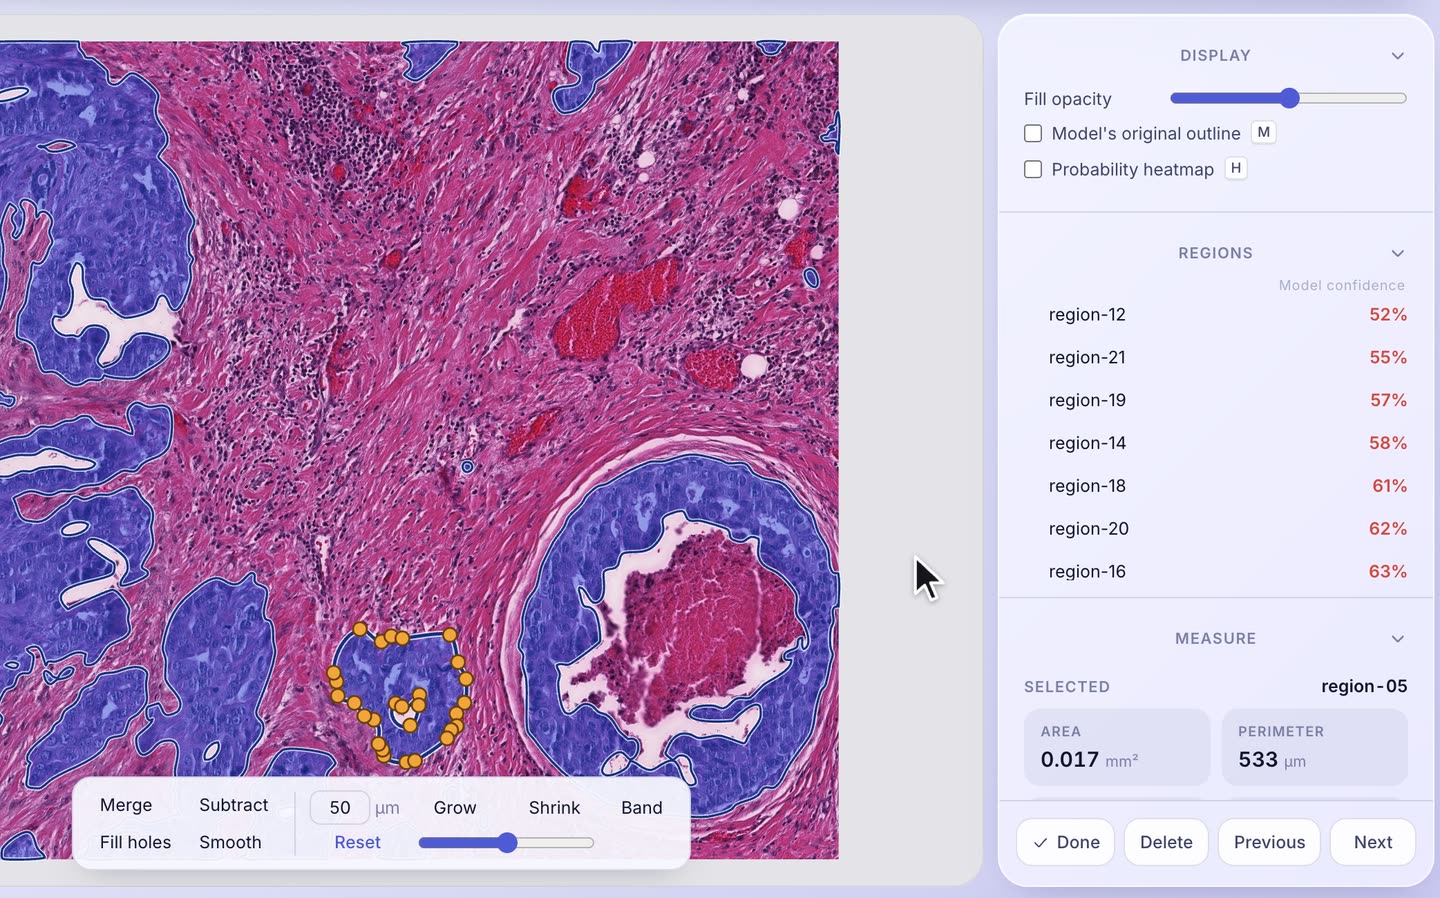 DISPLAY
Fill opacity
Model's original outline M
Probability heatmap H
REGIONS
Model confidence
region-12 52%
region-21 55%
region-19 57%
region-14 58%
region-18 61%
region-20 62%
region-16 63%
MEASURE
SELECTED region-05
AREA PERIMETER
0.017 mm² 533 μm
Merge Subtract 50 μm Grow Shrink Band
Fill holes Smooth Reset
Done Delete Previous Next